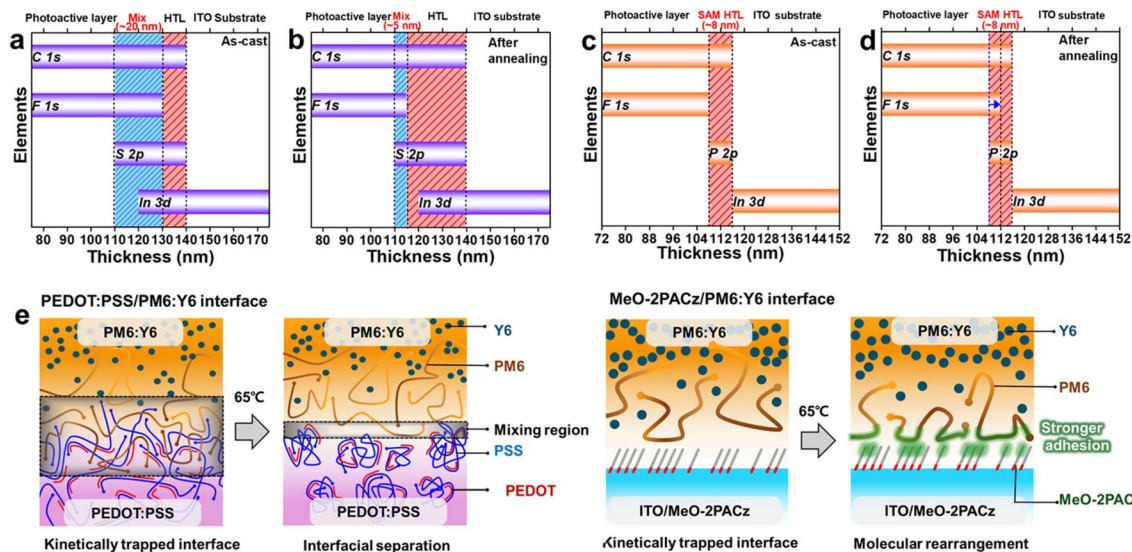 a
Photoactive layer
Mix
(~20 nm)
HTL
ITO Substrate
As-cast
Elements
C 1s
F 1s
S 2p
In 3d
80 90 100 110 120 130 140 150 160 170
Thickness (nm)
b
Photoactive layer
Mix
(~5 nm)
HTL
ITO Substrate
After
annealing
Elements
C 1s
F 1s
S 2p
In 3d
80 90 100 110 120 130 140 150 160 170
Thickness (nm)
c
Photoactive layer
SAM HTL
(~8 nm)
ITO substrate
As-cast
Elements
C 1s
F 1s
P 2p
In 3d
72 80 88 96 104 112 120 128 136 144 152
Thickness (nm)
d
Photoactive layer
SAM HTL
(~8 nm)
ITO substrate
After
annealing
Elements
C 1s
F 1s
P 2p
In 3d
72 80 88 96 104 112 120 128 136 144 152
Thickness (nm)
e
PEDOT:PSS/PM6:Y6 interface
PM6:Y6
PEDOT:PSS
Kinetically trapped interface
65℃
PM6:Y6
PEDOT:PSS
Interfacial separation
Y6
PM6
Mixing region
PSS
PEDOT
MeO-2PACz/PM6:Y6 interface
PM6:Y6
ITO/MeO-2PACz
Kinetically trapped interface
65℃
PM6:Y6
ITO/MeO-2PACz
Molecular rearrangement
Y6
PM6
Stronger
adhesion
MeO-2PAC